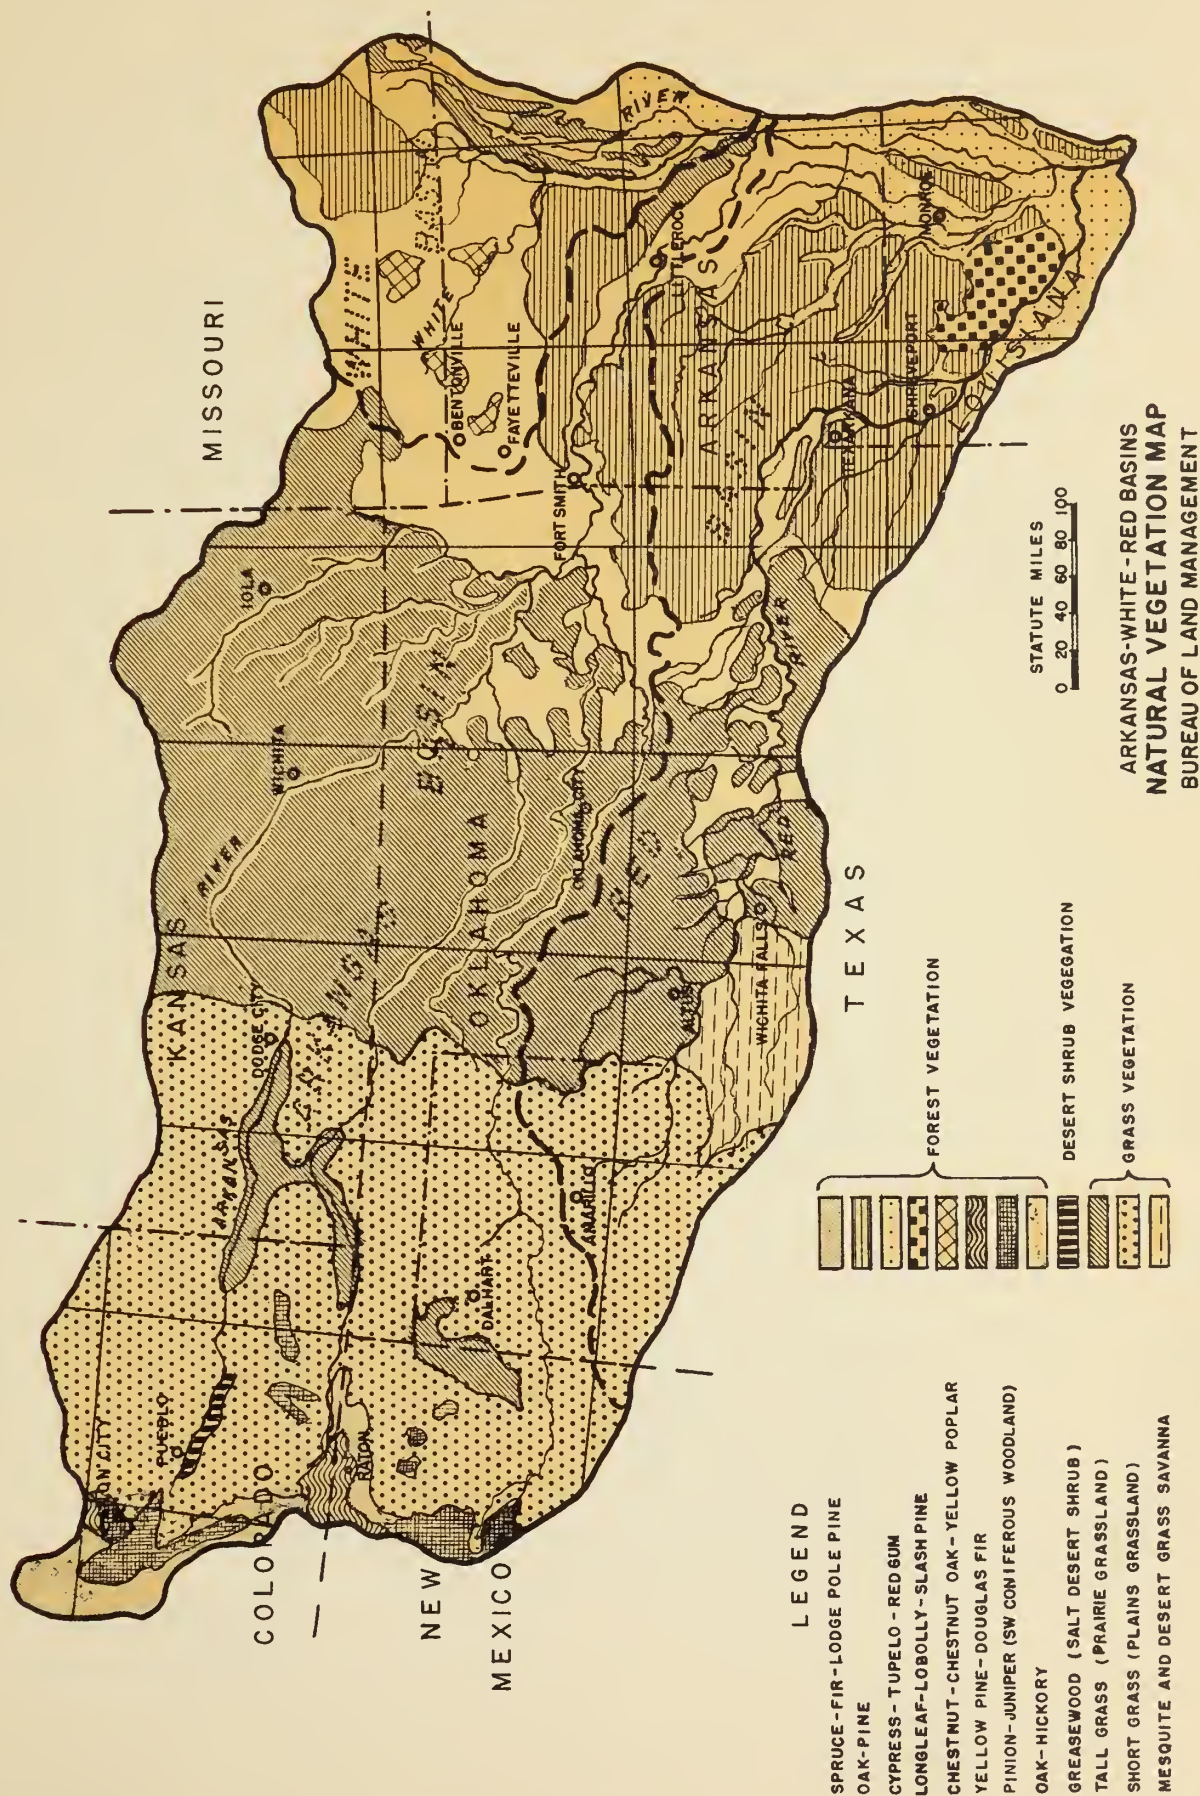 MISSOURI
KANSAS
COLORADO
NEW
MEXICO
OKLAHOMA
TEXAS
ARKANSAS
LOUISIANA
WHITE
BASIN
WHITE
RIVER
ARKANSAS
RIVER
ARKANSAS
BASIN
RED
BASIN
RED
RIVER
PUEBLO
RATON
DALHART
AMARILLO
DODGE CITY
WICHITA
IOLA
OKLAHOMA CITY
ALTUS
WICHITA FALLS
BENTONVILLE
FAYETTEVILLE
FORT SMITH
LITTLE ROCK
TEXARKANA
SHREVEPORT
MONROE
LEGEND
SPRUCE-FIR-LODGE POLE PINE
OAK-PINE
CYPRESS-TUPELO-RED GUM
LONGLEAF-LOBOLLY-SLASH PINE
CHESTNUT-CHESTNUT OAK-YELLOW POPLAR
YELLOW PINE-DOUGLAS FIR
PINION-JUNIPER (SW CONIFEROUS WOODLAND)
OAK-HICKORY
GREASEWOOD (SALT DESERT SHRUB)
TALL GRASS (PRAIRIE GRASSLAND)
SHORT GRASS (PLAINS GRASSLAND)
MESQUITE AND DESERT GRASS SAVANNA
FOREST VEGETATION
DESERT SHRUB VEGEGATION
GRASS VEGETATION
STATUTE MILES
0 20 40 60 80 100
ARKANSAS-WHITE-RED BASINS
NATURAL VEGETATION MAP
BUREAU OF LAND MANAGEMENT